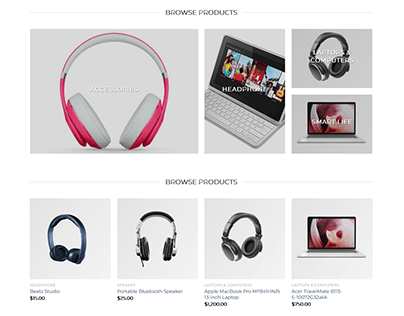 BROWSE PRODUCTS
ACCESSORIES
HEADPHONE
LAPTOPS &
COMPUTERS
SMART LIFE
BROWSE PRODUCTS
HEADPHONE
Beats Studio
$15.00
SPEAKER
Portable Bluetooth Speaker
$25.00
LAPTOPS & COMPUTERS
Apple MacBook Pro MF841HN/A
13-inch Laptop
$1,200.00
LAPTOPS & COMPUTERS
Acer TravelMate B113-
E-10072G32akk
$150.00